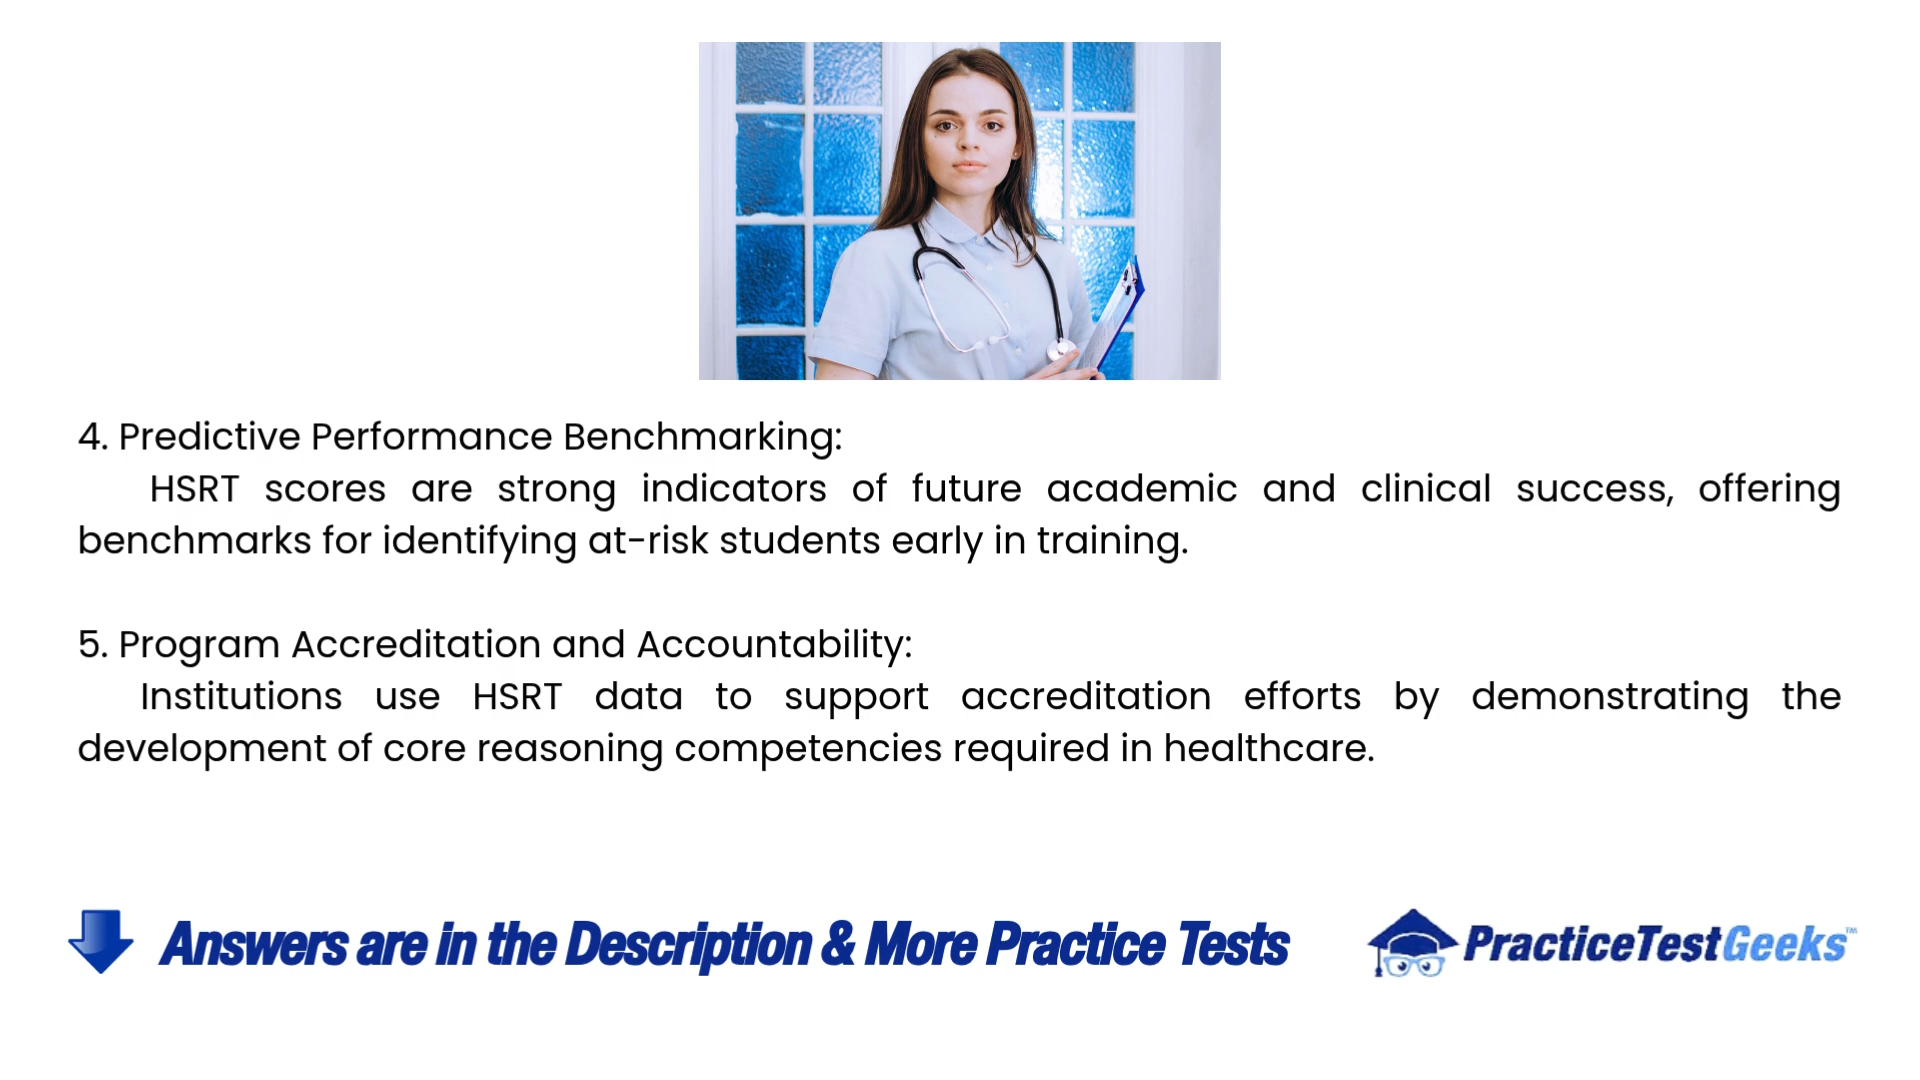 4. Predictive Performance Benchmarking:
HSRT scores are strong indicators of future academic and clinical success, offering
benchmarks for identifying at-risk students early in training.
5. Program Accreditation and Accountability:
Institutions use HSRT data to support accreditation efforts by demonstrating the
development of core reasoning competencies required in healthcare.
Answers are in the Description & More Practice Tests
PracticeTestGeeks™